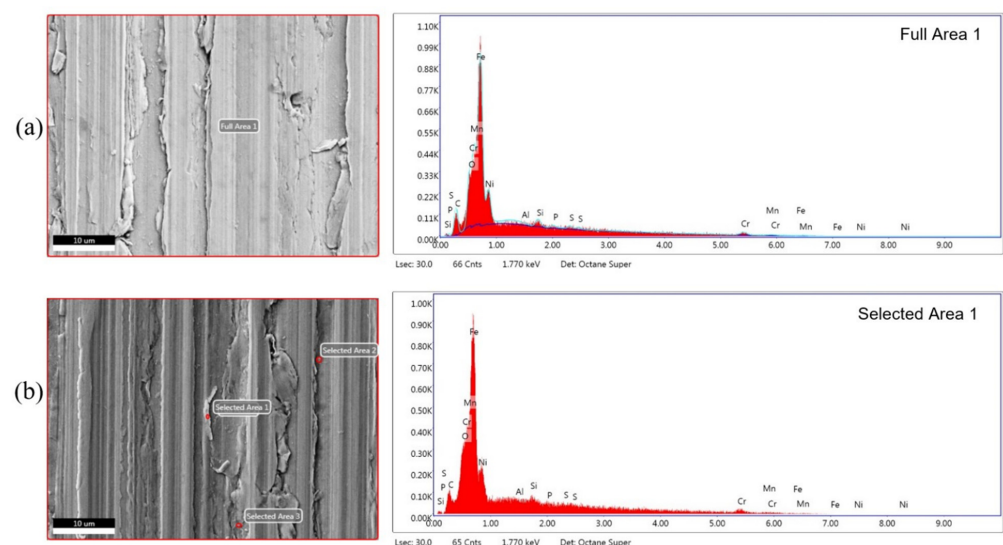 (a)
Full Area 1
10 um
Full Area 1
1.10K
0.99K
0.88K
0.77K
0.66K
0.55K
0.44K
0.33K
0.22K
0.11K
0.00K
Fe
Mn
Cr
O
Ni
S
P
C
Si
Al
Si
P
S
S
Cr
Mn
Cr
Fe
Mn
Fe
Ni
Ni
0.00
1.00
2.00
3.00
4.00
5.00
6.00
7.00
8.00
9.00
Lsec: 30.0 66 Cnts 1.770 keV Det: Octane Super
(b)
Selected Area 2
Selected Area 1
Selected Area 3
10 um
Selected Area 1
1.00K
0.90K
0.80K
0.70K
0.60K
0.50K
0.40K
0.30K
0.20K
0.10K
0.00K
Fe
Mn
Cr
O
Ni
S
P
C
Si
Al
Si
P
S
S
Cr
Mn
Cr
Fe
Mn
Fe
Ni
Ni
0.00
1.00
2.00
3.00
4.00
5.00
6.00
7.00
8.00
9.00
Lsec: 30.0 65 Cnts 1.770 keV Det: Octane Super